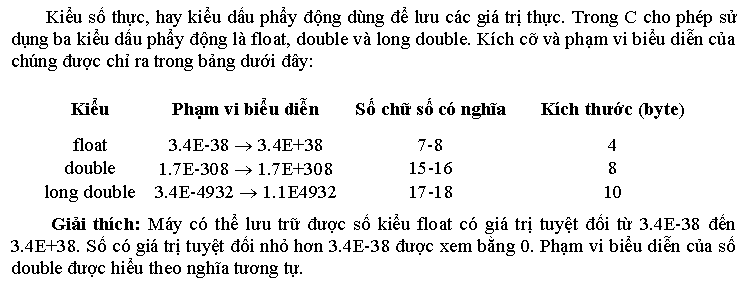 Kiểu số thực, hay kiểu dấu phẩy động dùng để lưu các giá trị thực. Trong C cho phép sử
dụng ba kiểu dấu phẩy động là float, double và long double. Kích cỡ và phạm vi biểu diễn của
chúng được chỉ ra trong bảng dưới đây:
Kiểu Phạm vi biểu diễn Số chữ số có nghĩa Kích thước (byte)
float 3.4E-38 → 3.4E+38 7-8 4
double 1.7E-308 → 1.7E+308 15-16 8
long double 3.4E-4932 → 1.1E4932 17-18 10
Giải thích: Máy có thể lưu trữ được số kiểu float có giá trị tuyệt đối từ 3.4E-38 đến
3.4E+38. Số có giá trị tuyệt đối nhỏ hơn 3.4E-38 được xem bằng 0. Phạm vi biểu diễn của số
double được hiểu theo nghĩa tương tự.